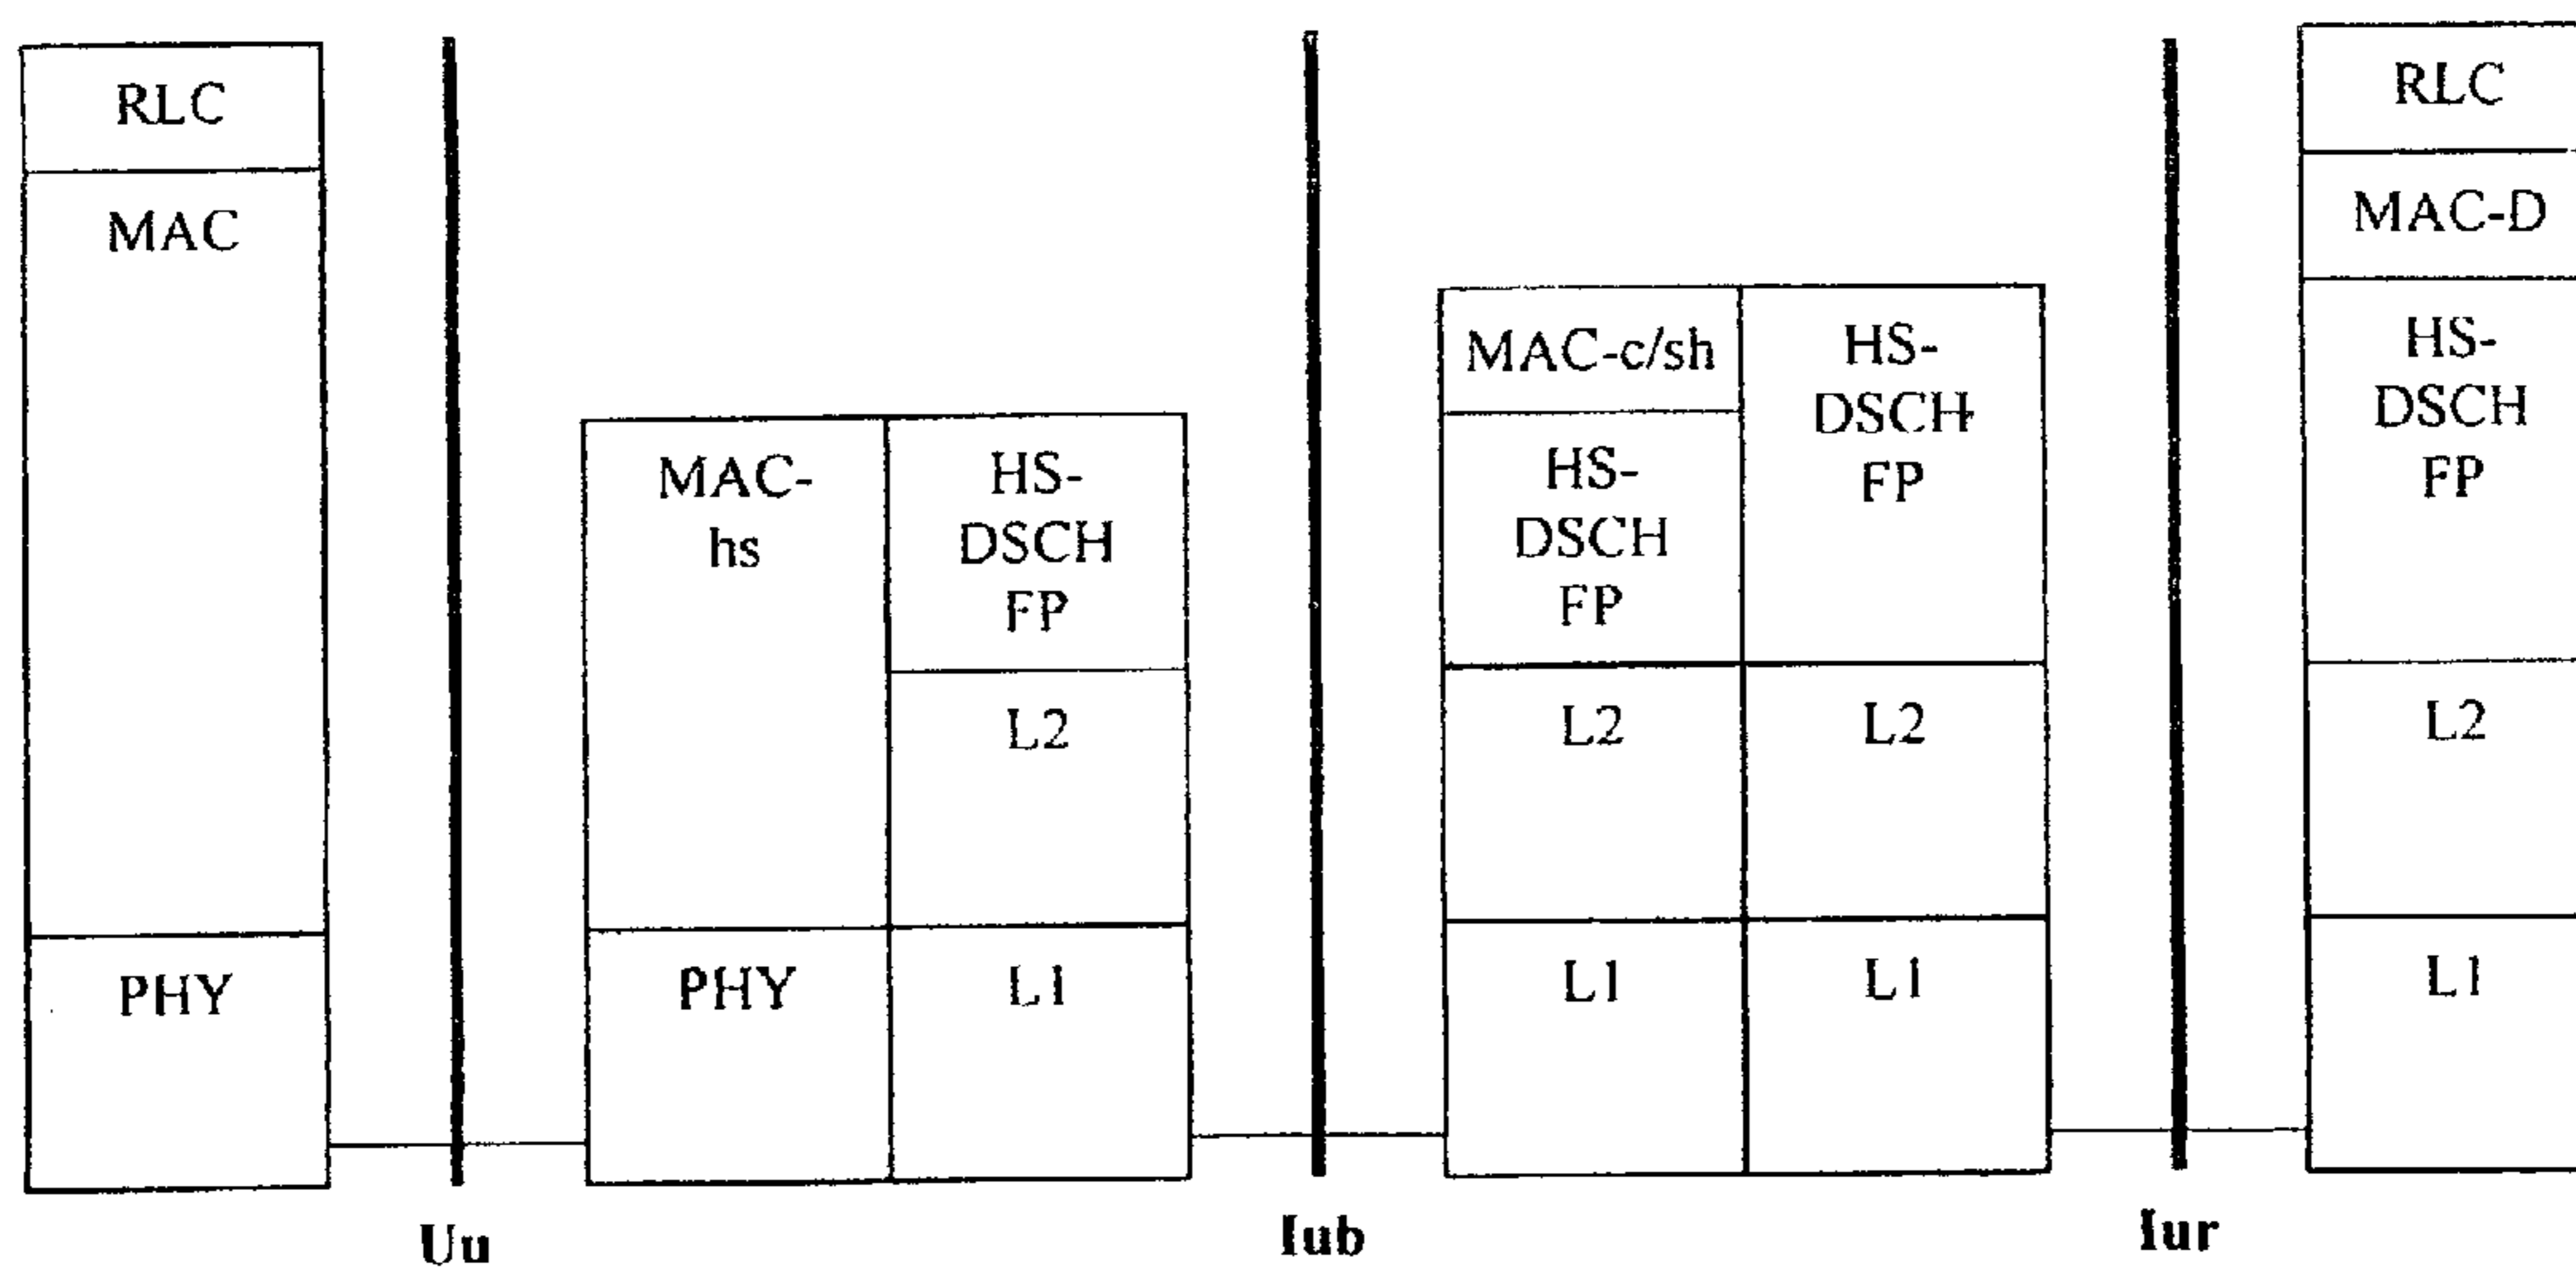 RLC
MAC
PHY
Uu
MAC-
hs
PHY
HS-
DSCH
FP
L2
L1
Iub
MAC-c/sh
HS-
DSCH
FP
L2
L1
HS-
DSCH
FP
L2
L1
Iur
RLC
MAC-D
HS-
DSCH
FP
L2
L1